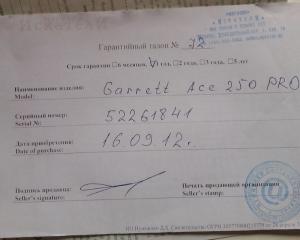 Искатели
Гарантийный талон № 72
Срок гарантии □6 месяцев, □1 год, □2 года, □3 года, □5 лет
Наименование изделия: Garrett Ace 250 PRO
Model:
Серийный номер: 52261841
Serial №:
Дата приобретения: 16.09.12г.
Date of purchase:
Подпись продавца: Печать продающей организации
Seller's signature: Seller's stamp: